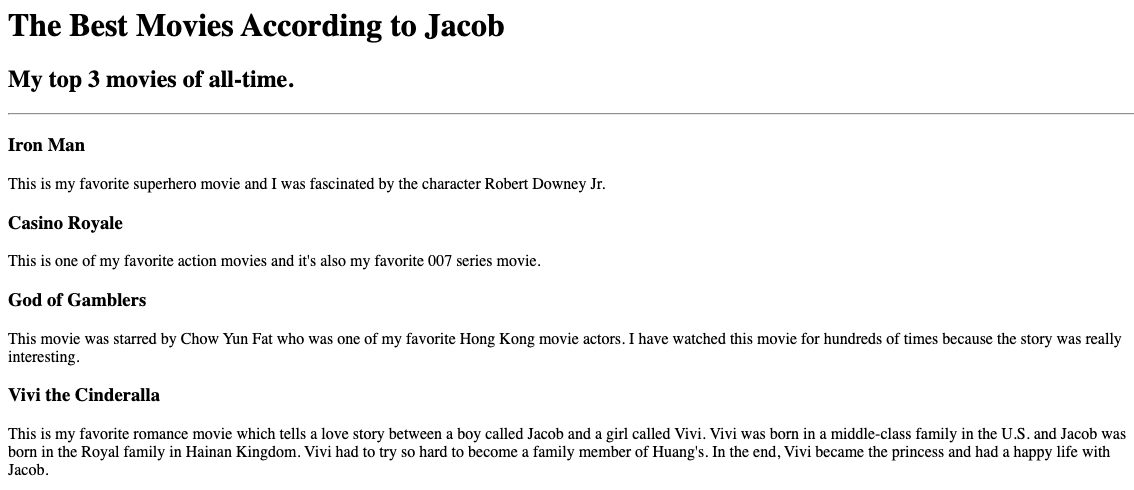 The Best Movies According to Jacob
My top 3 movies of all-time.
Iron Man
This is my favorite superhero movie and I was fascinated by the character Robert Downey Jr.
Casino Royale
This is one of my favorite action movies and it's also my favorite 007 series movie.
God of Gamblers
This movie was starred by Chow Yun Fat who was one of my favorite Hong Kong movie actors. I have watched this movie for hundreds of times because the story was really
interesting.
Vivi the Cinderalla
This is my favorite romance movie which tells a love story between a boy called Jacob and a girl called Vivi. Vivi was born in a middle-class family in the U.S. and Jacob was
born in the Royal family in Hainan Kingdom. Vivi had to try so hard to become a family member of Huang's. In the end, Vivi became the princess and had a happy life with
Jacob.